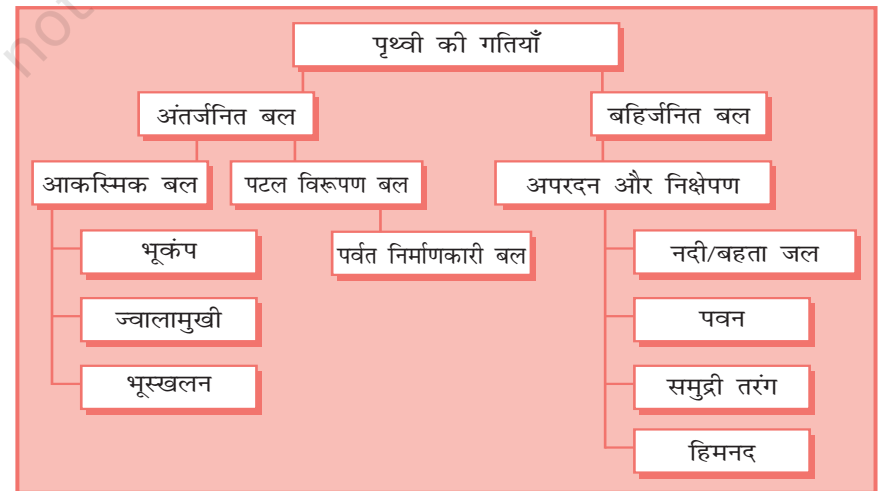 पृथ्वी की गतियाँ
अंतर्जनित बल
बहिर्जनित बल
आकस्मिक बल
पटल विरूपण बल
अपरदन और निक्षेपण
भूकंप
पर्वत निर्माणकारी बल
नदी/बहता जल
ज्वालामुखी
पवन
भूस्खलन
समुद्री तरंग
हिमनद
not